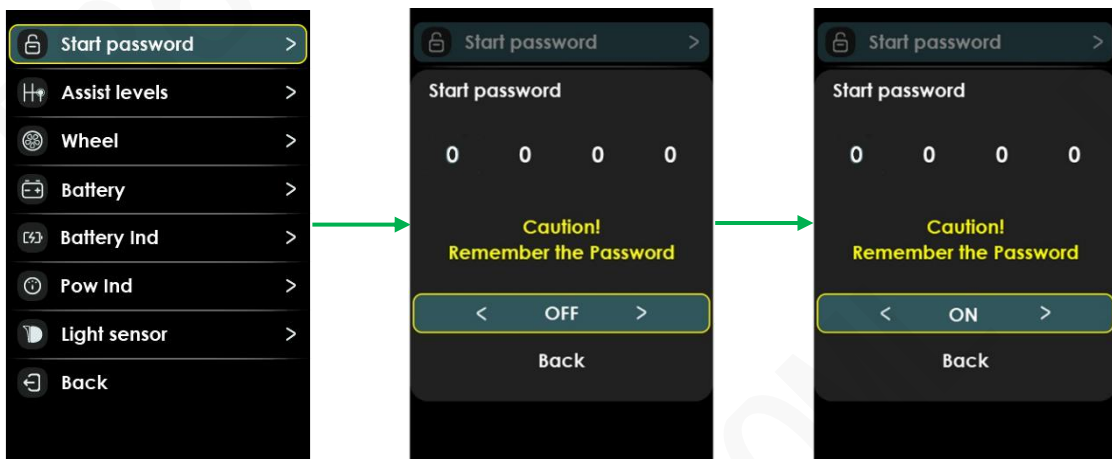 Start password >
Assist levels >
Wheel >
Battery >
Battery Ind >
Pow Ind >
Light sensor >
Back
Start password >
Start password
0 0 0 0
Caution!
Remember the Password
< OFF >
Back
Start password >
Start password
0 0 0 0
Caution!
Remember the Password
< ON >
Back